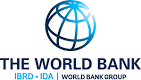 THE WORLD BANK
IBRD • IDA | WORLD BANK GROUP